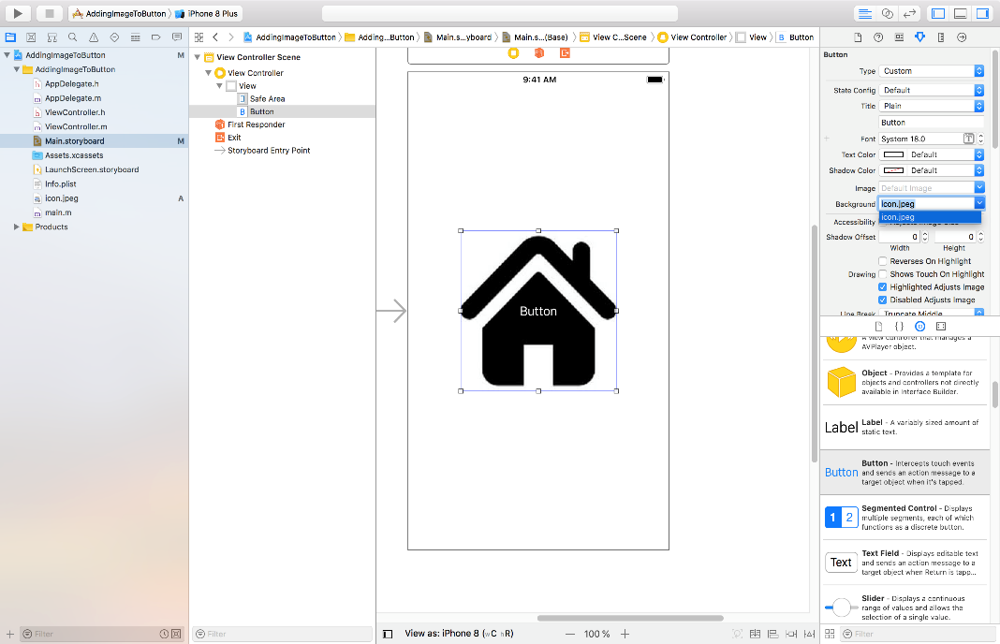 AddingImageToButton ⟩ iPhone 8 Plus
AddingImageToButton
Adding...Button
Main.s...yboard
Main.s...(Base)
View C...Scene
View Controller
View
B Button
AddingImageToButton M
AddingImageToButton
h AppDelegate.h
m AppDelegate.m
h ViewController.h
m ViewController.m
Main.storyboard M
Assets.xcassets
LaunchScreen.storyboard
Info.plist
icon.jpeg A
m main.m
Products
Filter
View Controller Scene
View Controller
View
Safe Area
B Button
First Responder
Exit
Storyboard Entry Point
Filter
9:41 AM
Button
View as: iPhone 8 (wC hR)
— 100 % +
Button
Type Custom
State Config Default
Title Plain
Button
Font System 18.0 T
Text Color Default
Shadow Color Default
Image Default Image
Background icon.jpeg
icon.jpeg
Accessibility
Shadow Offset 0 0
Width Height
Reverses On Highlight
Drawing Shows Touch On Highlight
Highlighted Adjusts Image
Disabled Adjusts Image
Line Break Truncate Middle
{ }
A view controller that manages a
AVPlayer object.
Object - Provides a template for
objects and controllers not directly
available in Interface Builder.
Label Label - A variably sized amount of
static text.
Button Button - Intercepts touch events
and sends an action message to a
target object when it's tapped.
1 2 Segmented Control - Displays
multiple segments, each of which
functions as a discrete button.
Text Text Field - Displays editable text
and sends an action message to a
target object when Return is tapp...
Slider - Displays a continuous
range of values and allows the
selection of a single value.
Filter